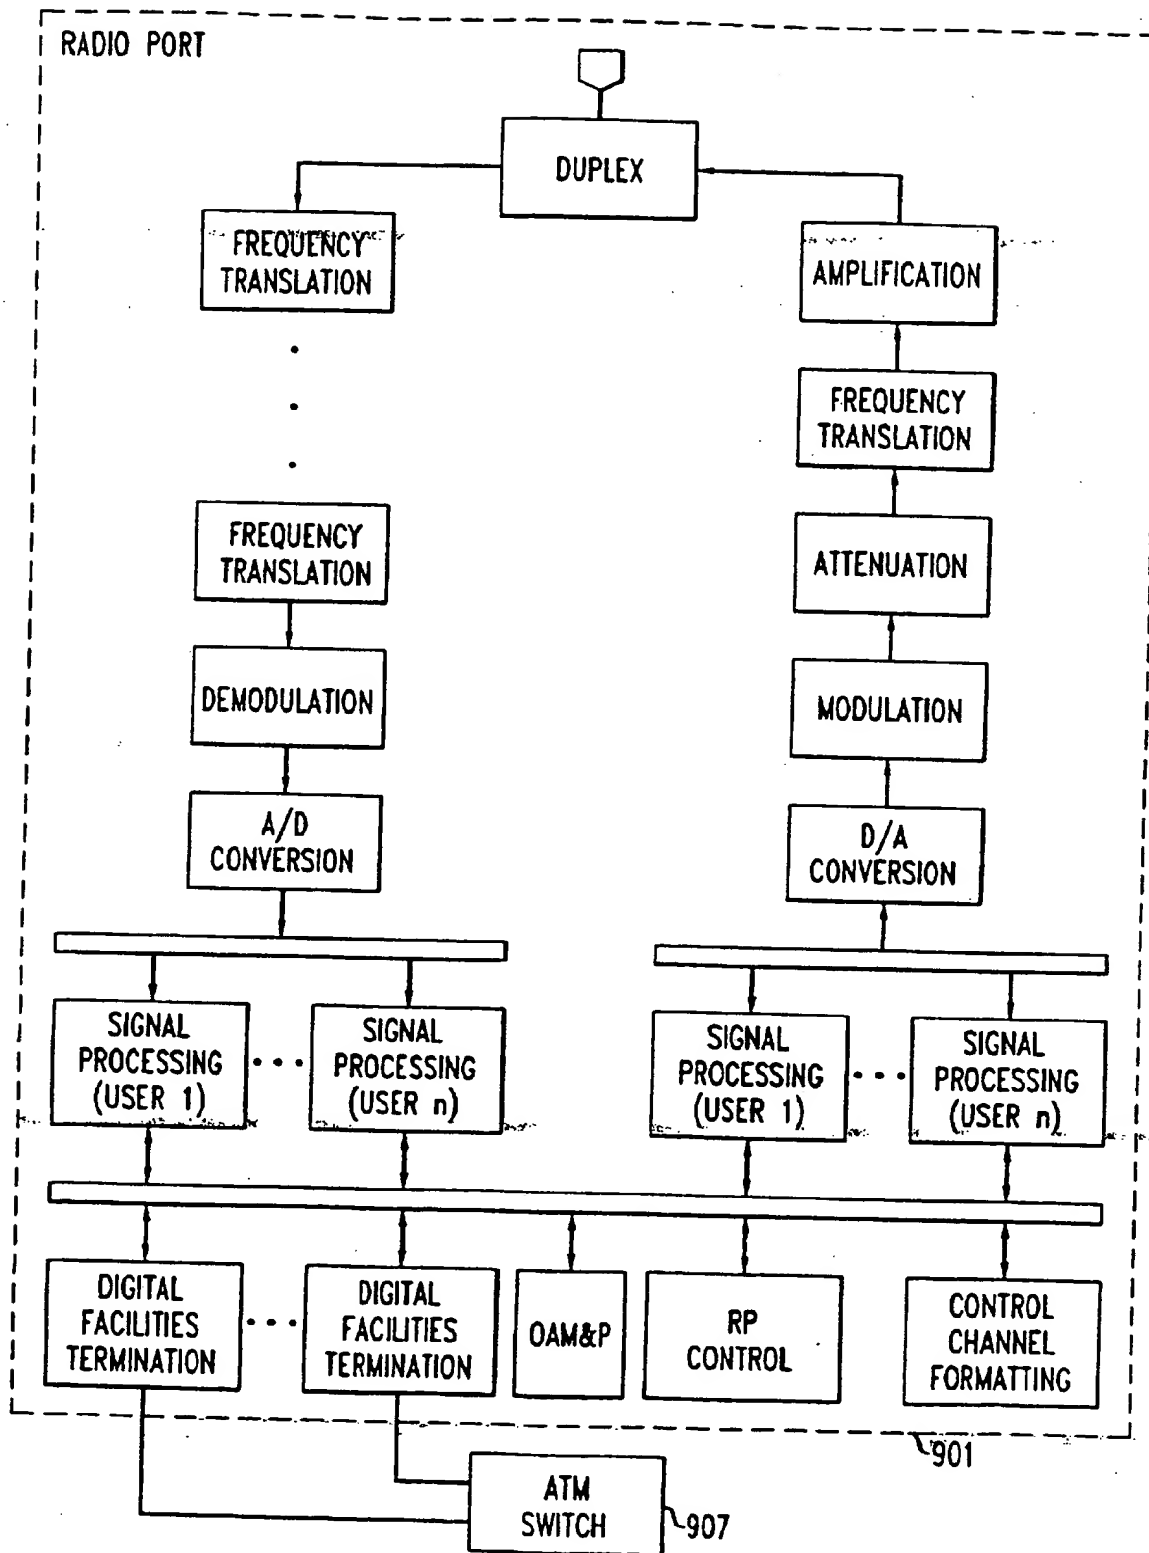 RADIO PORT
DUPLEX
FREQUENCY
TRANSLATION
AMPLIFICATION
FREQUENCY
TRANSLATION
FREQUENCY
TRANSLATION
ATTENUATION
DEMODULATION
MODULATION
A/D
CONVERSION
D/A
CONVERSION
SIGNAL
PROCESSING
(USER 1)
SIGNAL
PROCESSING
(USER n)
SIGNAL
PROCESSING
(USER 1)
SIGNAL
PROCESSING
(USER n)
DIGITAL
FACILITIES
TERMINATION
DIGITAL
FACILITIES
TERMINATION
OAM&P
RP
CONTROL
CONTROL
CHANNEL
FORMATTING
901
ATM
SWITCH
907